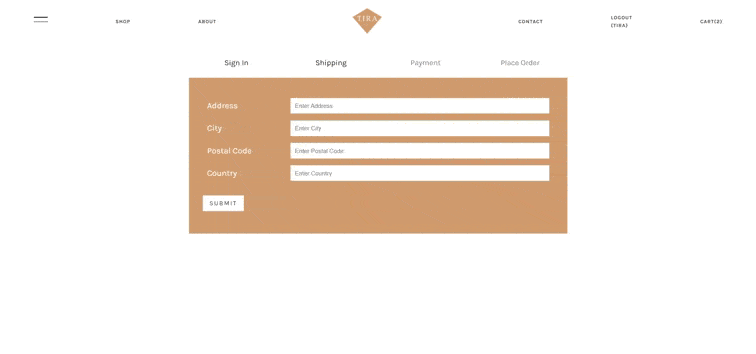 SHOP
ABOUT
TIRA
CONTACT
LOGOUT
(TIRA)
CART(2)
Sign In
Shipping
Payment
Place Order
Address
Enter Address
City
Enter City
Postal Code
Enter Postal Code
Country
Enter Country
SUBMIT